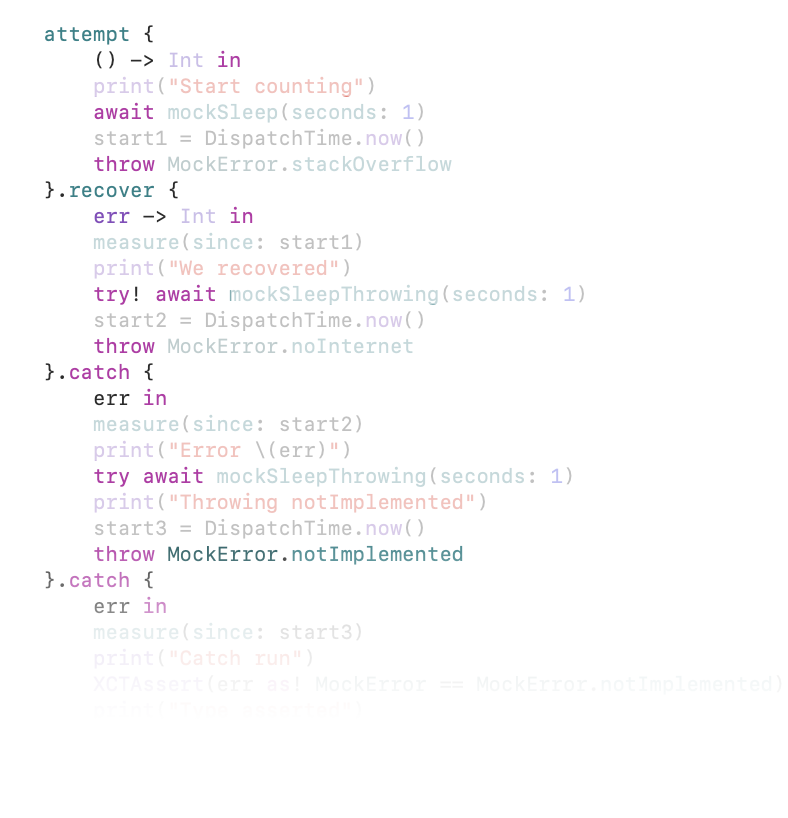 attempt {
() -> Int in
print("Start counting")
await mockSleep(seconds: 1)
start1 = DispatchTime.now()
throw MockError.stackOverflow
}.recover {
err -> Int in
measure(since: start1)
print("We recovered")
try! await mockSleepThrowing(seconds: 1)
start2 = DispatchTime.now()
throw MockError.noInternet
}.catch {
err in
measure(since: start2)
print("Error \(err)")
try await mockSleepThrowing(seconds: 1)
print("Throwing notImplemented")
start3 = DispatchTime.now()
throw MockError.notImplemented
}.catch {
err in
measure(since: start3)
print("Catch run")
XCTAssert(err as! MockError == MockError.notImplemented)